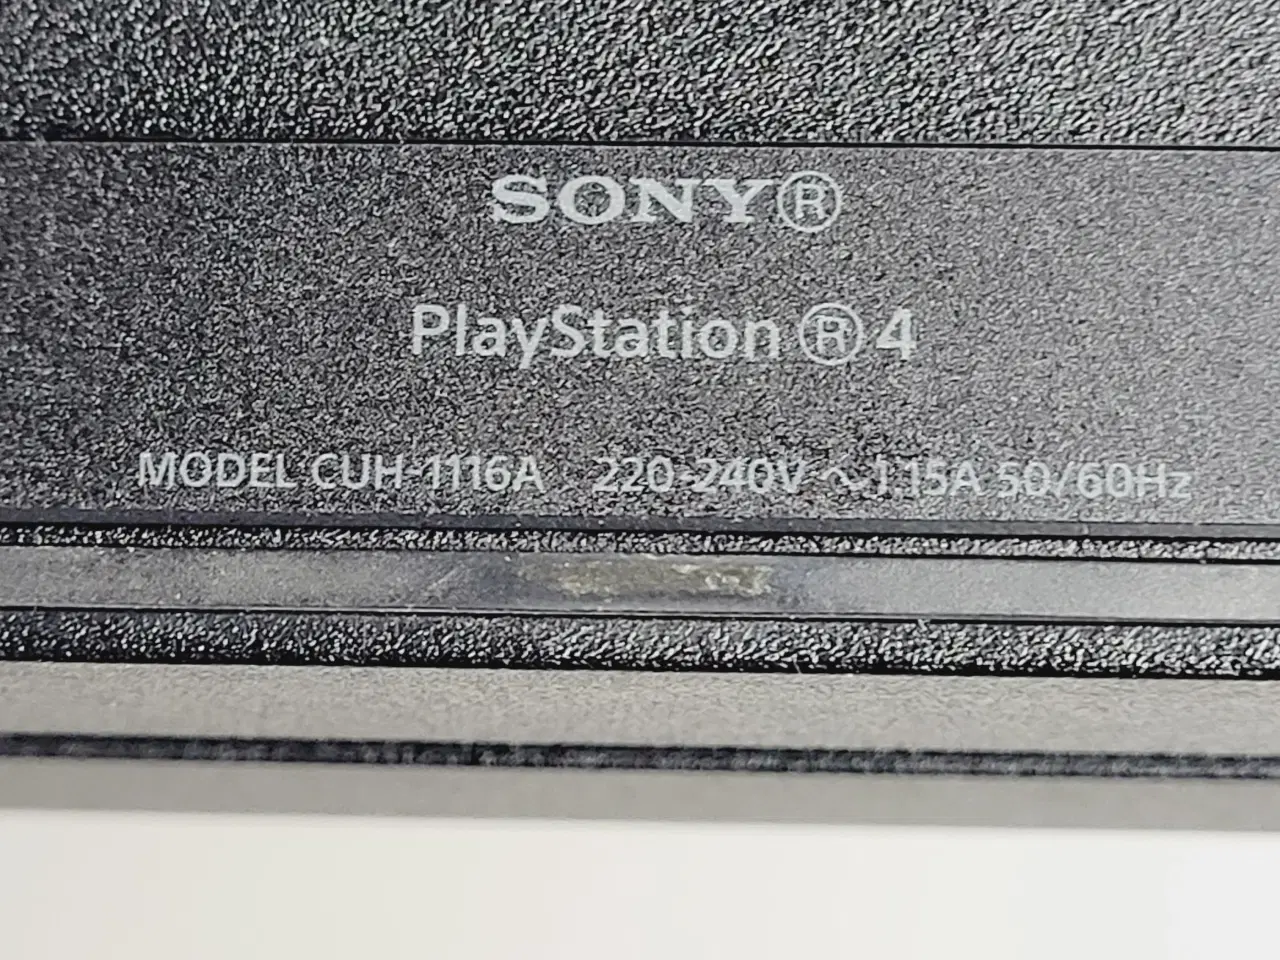 SONY®
PlayStation®4
MODEL CUH-1116A 220-240V ~ 1.15A 50/60Hz